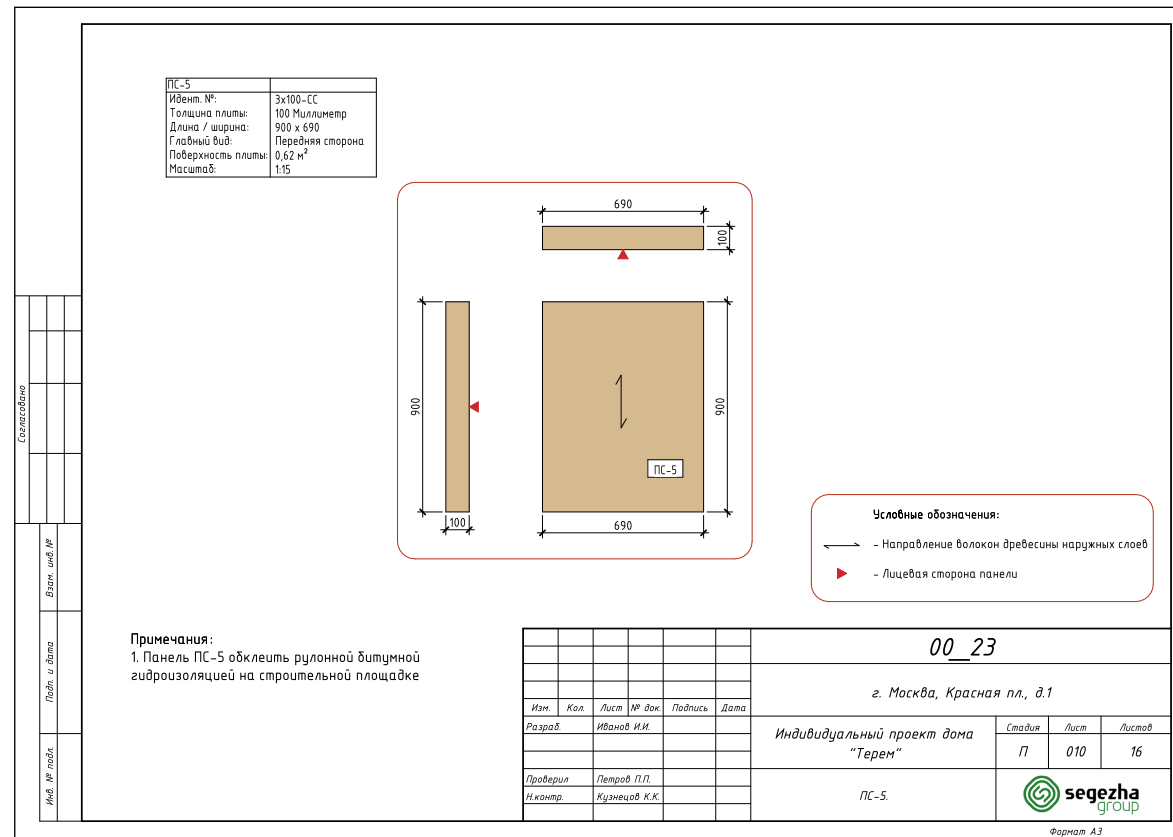 ПС-5
Идент. №: 3х100-СС
Толщина плиты: 100 Миллиметр
Длина / ширина: 900 х 690
Главный вид: Передняя сторона
Поверхность плиты: 0,62 м²
Масштаб: 1:15
690
100
900
900
ПС-5
100
690
Условные обозначения:
- Направление волокон древесины наружных слоев
- Лицевая сторона панели
Примечания:
1. Панель ПС-5 обклеить рулонной битумной
гидроизоляцией на строительной площадке
Согласовано
Взам. инв. №
Подп. и дата
Инв. № подл.
00_23
г. Москва, Красная пл., д.1
Изм. Кол. Лист № док. Подпись Дата
Разраб. Иванов И.И.
Проверил Петров П.П.
Н.контр. Кузнецов К.К.
Индивидуальный проект дома
"Терем"
Стадия Лист Листов
П 010 16
ПС-5.
segezha
group
Формат А3